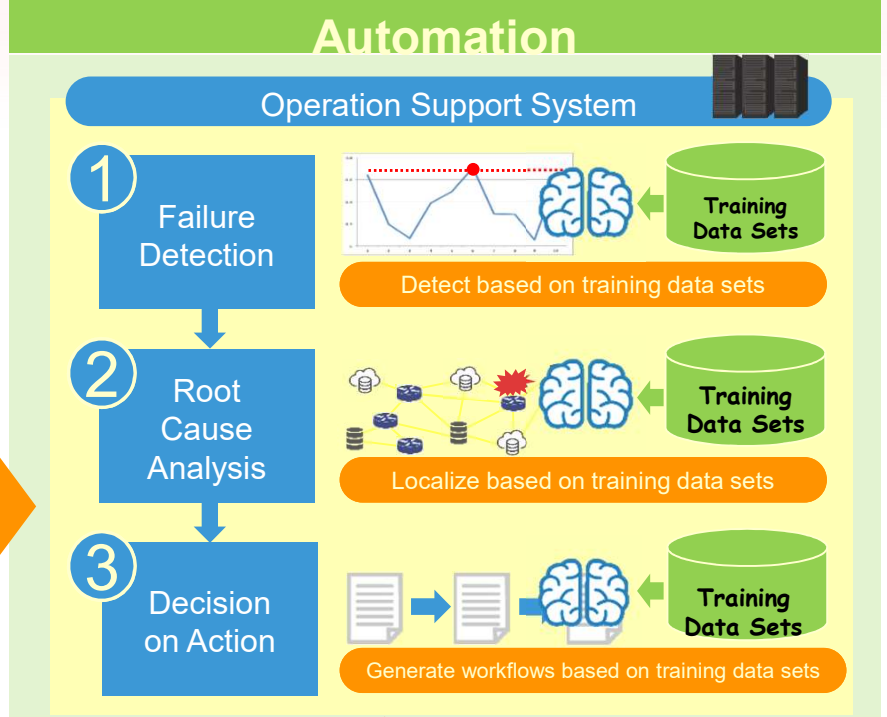 Automation
Operation Support System
1
Failure
Detection
Training
Data Sets
Detect based on training data sets
2
Root
Cause
Analysis
Training
Data Sets
Localize based on training data sets
3
Decision
on Action
Training
Data Sets
Generate workflows based on training data sets